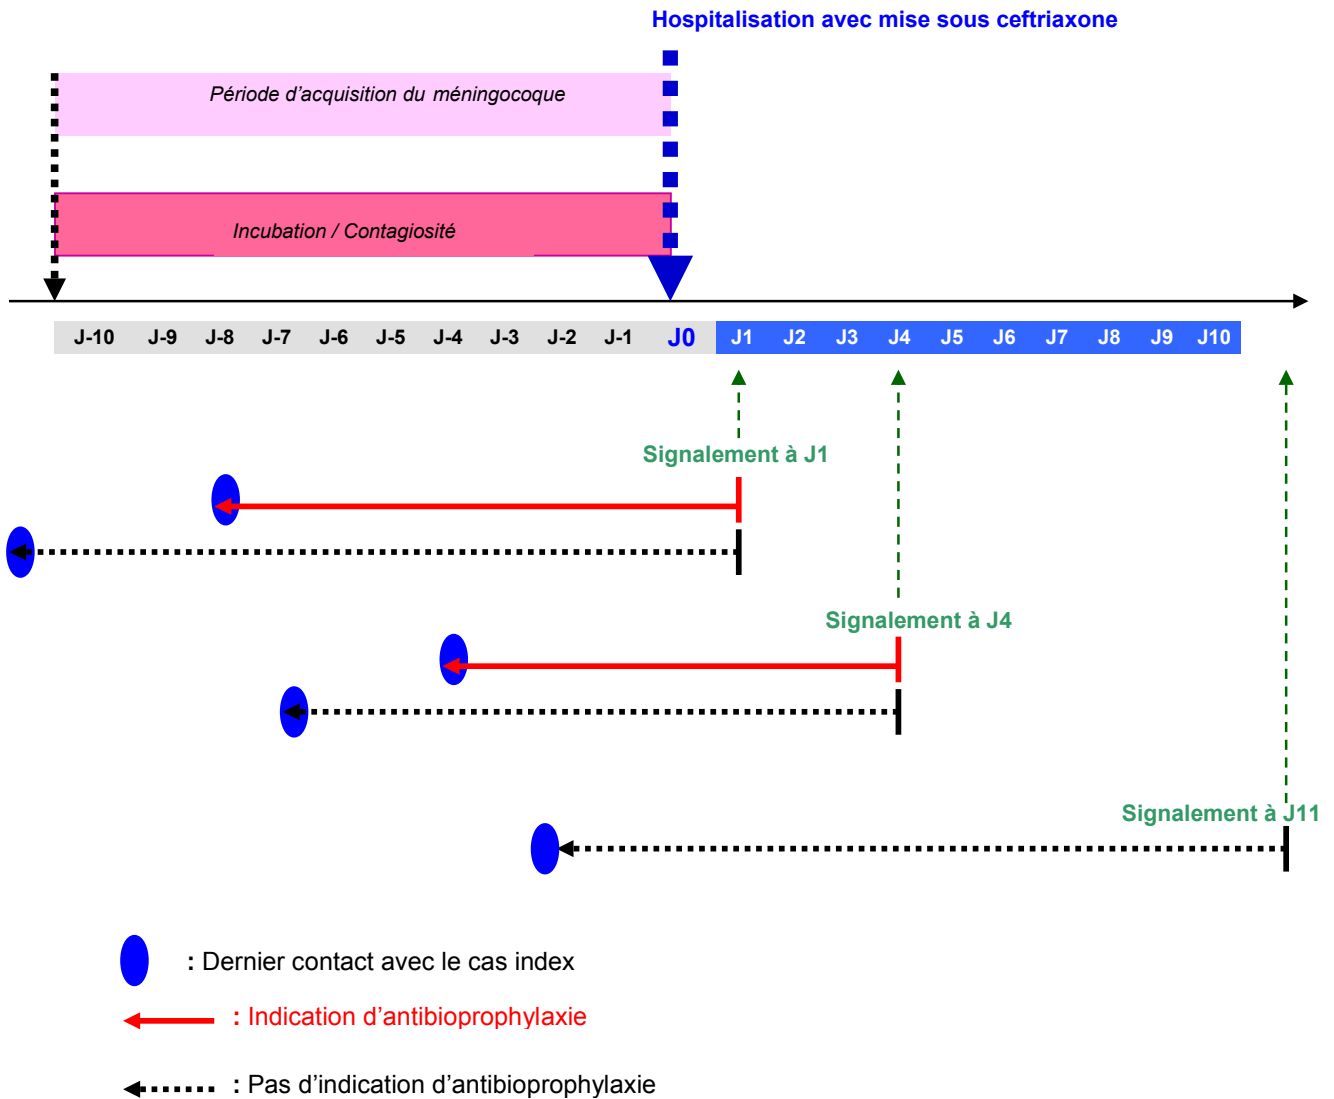 Hospitalisation avec mise sous ceftriaxone
Période d'acquisition du méningocoque
Incubation / Contagiosité
J-10 J-9 J-8 J-7 J-6 J-5 J-4 J-3 J-2 J-1 J0 J1 J2 J3 J4 J5 J6 J7 J8 J9 J10
Signalement à J1
Signalement à J4
Signalement à J11
: Dernier contact avec le cas index
: Indication d'antibioprophylaxie
: Pas d'indication d'antibioprophylaxie